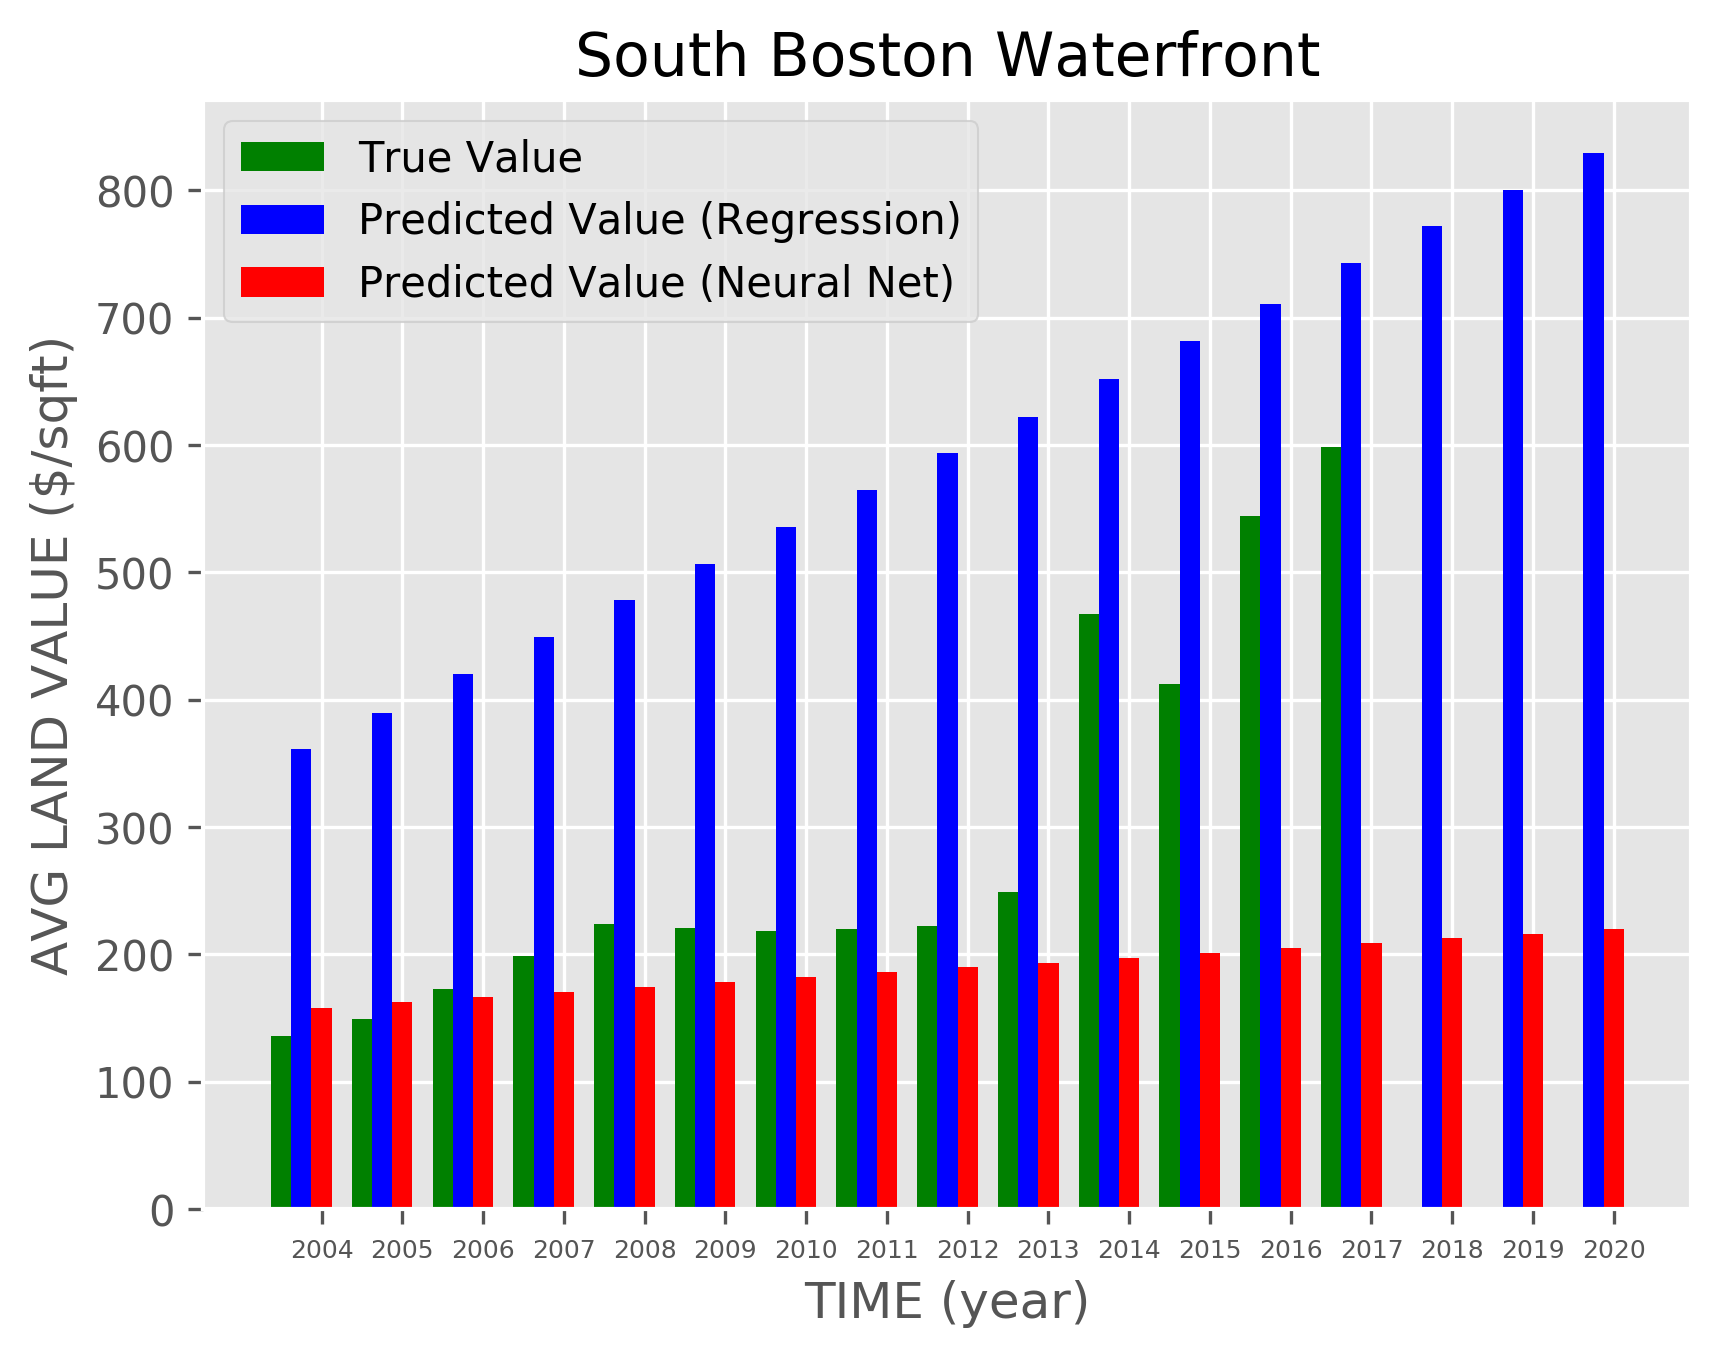 South Boston Waterfront
True Value
Predicted Value (Regression)
Predicted Value (Neural Net)
AVG LAND VALUE ($/sqft)
800
700
600
500
400
300
200
100
0
2004 2005 2006 2007 2008 2009 2010 2011 2012 2013 2014 2015 2016 2017 2018 2019 2020
TIME (year)